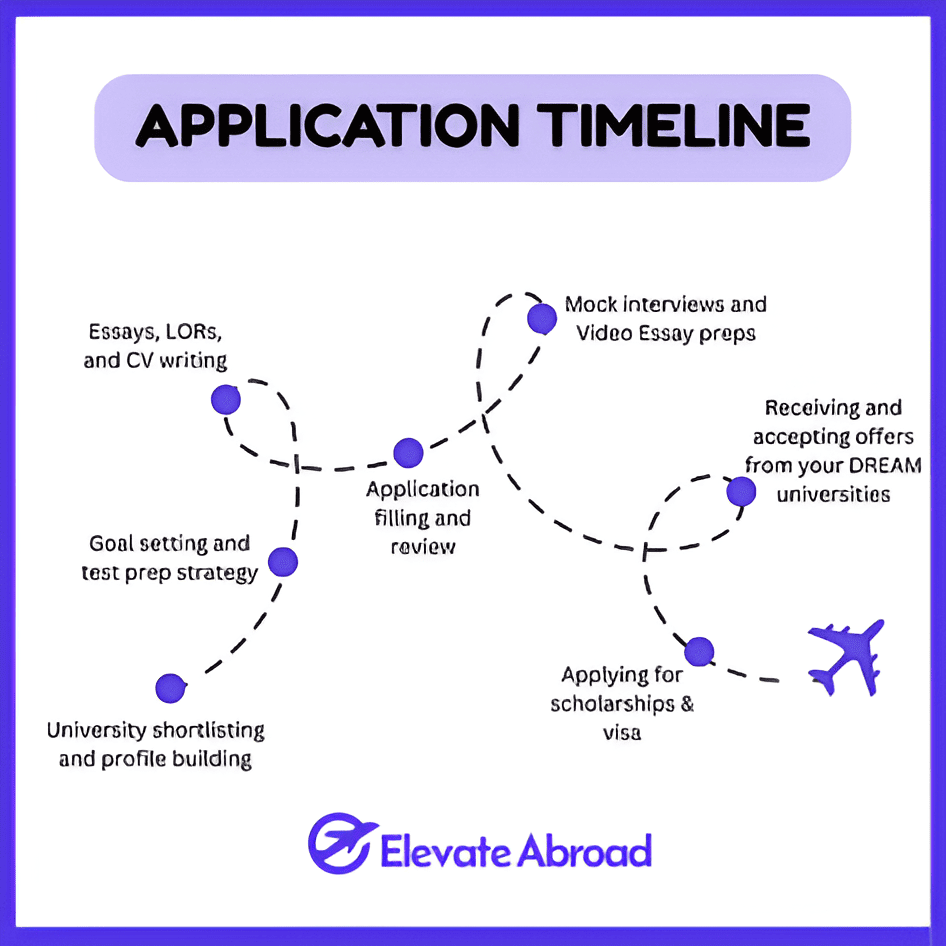 APPLICATION TIMELINE
Essays, LORs,
and CV writing
Mock interviews and
Video Essay preps
Receiving and
accepting offers
from your DREAM
universities
Application
filling and
review
Goal setting and
test prep strategy
University shortlisting
and profile building
Applying for
scholarships &
visa
Elevate Abroad